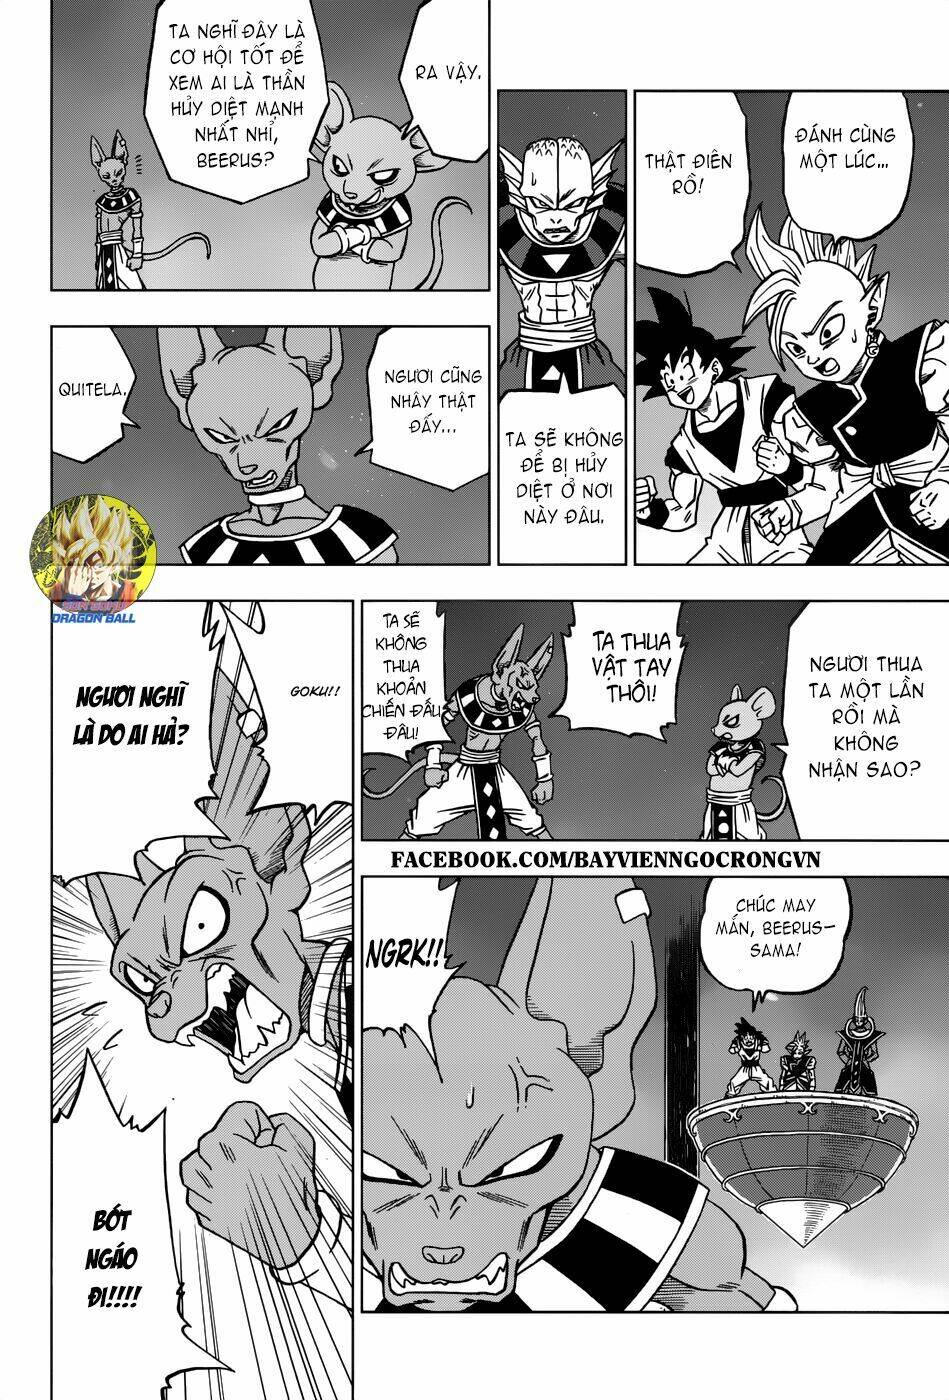 ĐÁNH CÙNG
MỘT LÚC...
THẬT ĐIÊN
RỒ!
TA SẼ KHÔNG
ĐỂ BỊ HỦY
DIỆT Ở NƠI
NÀY ĐÂU.
RA VẬY.
TA NGHĨ ĐÂY LÀ
CƠ HỘI TỐT ĐỂ
XEM AI LÀ THẦN
HỦY DIỆT MẠNH
NHẤT NHỈ,
BEERUS?
NGƯƠI CŨNG
NHÂY THẬT
ĐẤY...
QUITELA.
SON GOKU
DRAGON BALL
NGƯƠI THUA
TA MỘT LẦN
RỒI MÀ
KHÔNG
NHẬN SAO?
TA THUA
VẬT TAY
THÔI!
TA SẼ
KHÔNG
THUA
KHOẢN
CHIẾN ĐẤU
ĐÂU!
FACEBOOK.COM/BAYVIENNGOCRONGVN
CHÚC MAY
MẮN, BEERUS-
SAMA!
NGRK!!
GOKU!!
NGƯƠI NGHĨ
LÀ DO AI HẢ?
BỚT
NGÁO
ĐI!!!!